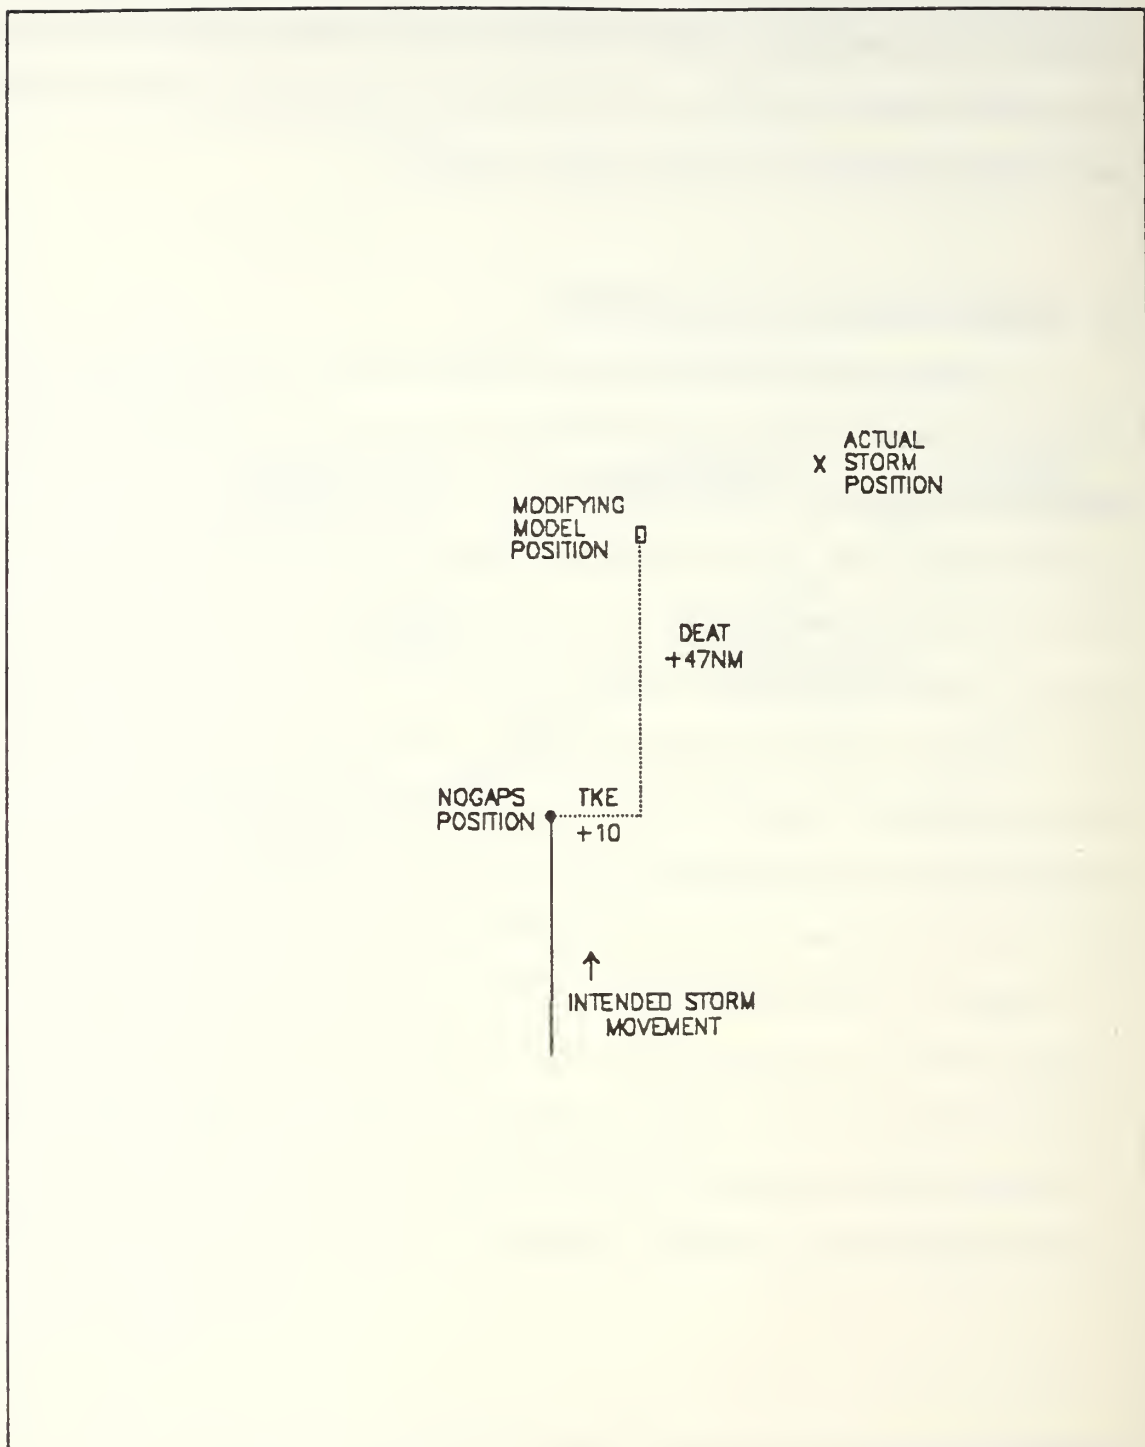 ACTUAL
X STORM
POSITION
MODIFYING
MODEL
POSITION
DEAT
+47NM
NOGAPS
POSITION
TKE
+10
INTENDED STORM
MOVEMENT